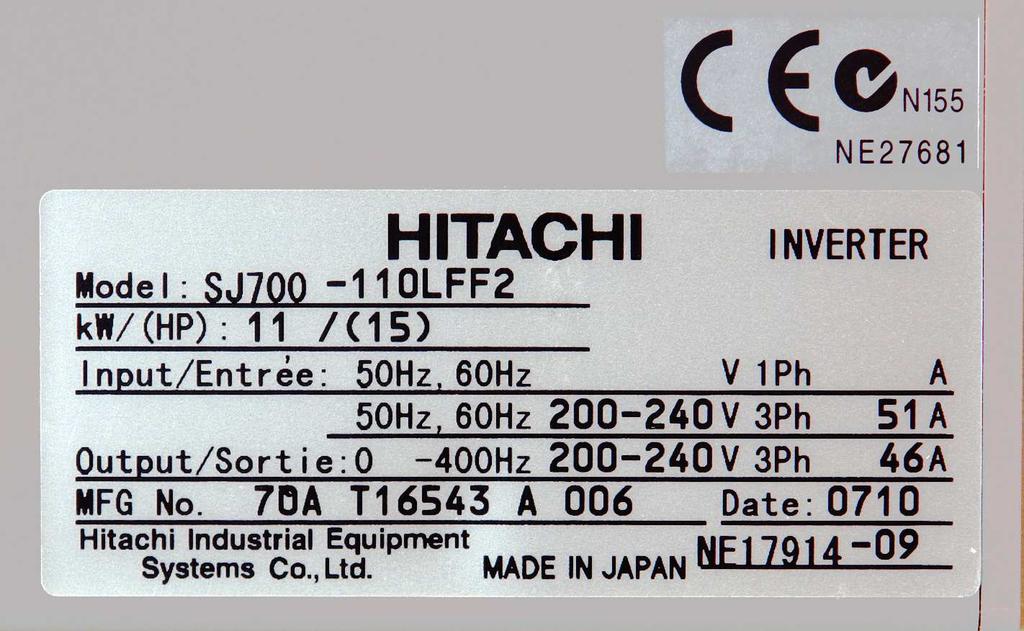 CE N155
NE27681
HITACHI INVERTER
Model: SJ700 -110LFF2
kW/(HP): 11 /(15)
Input/Entrée: 50Hz, 60Hz V 1Ph A
50Hz, 60Hz 200-240V 3Ph 51A
Output/Sortie:0 -400Hz 200-240V 3Ph 46A
MFG No. T16543 A 006 Date: 0710
Hitachi Industrial Equipment
Systems Co.,Ltd. MADE IN JAPAN NE17914-09